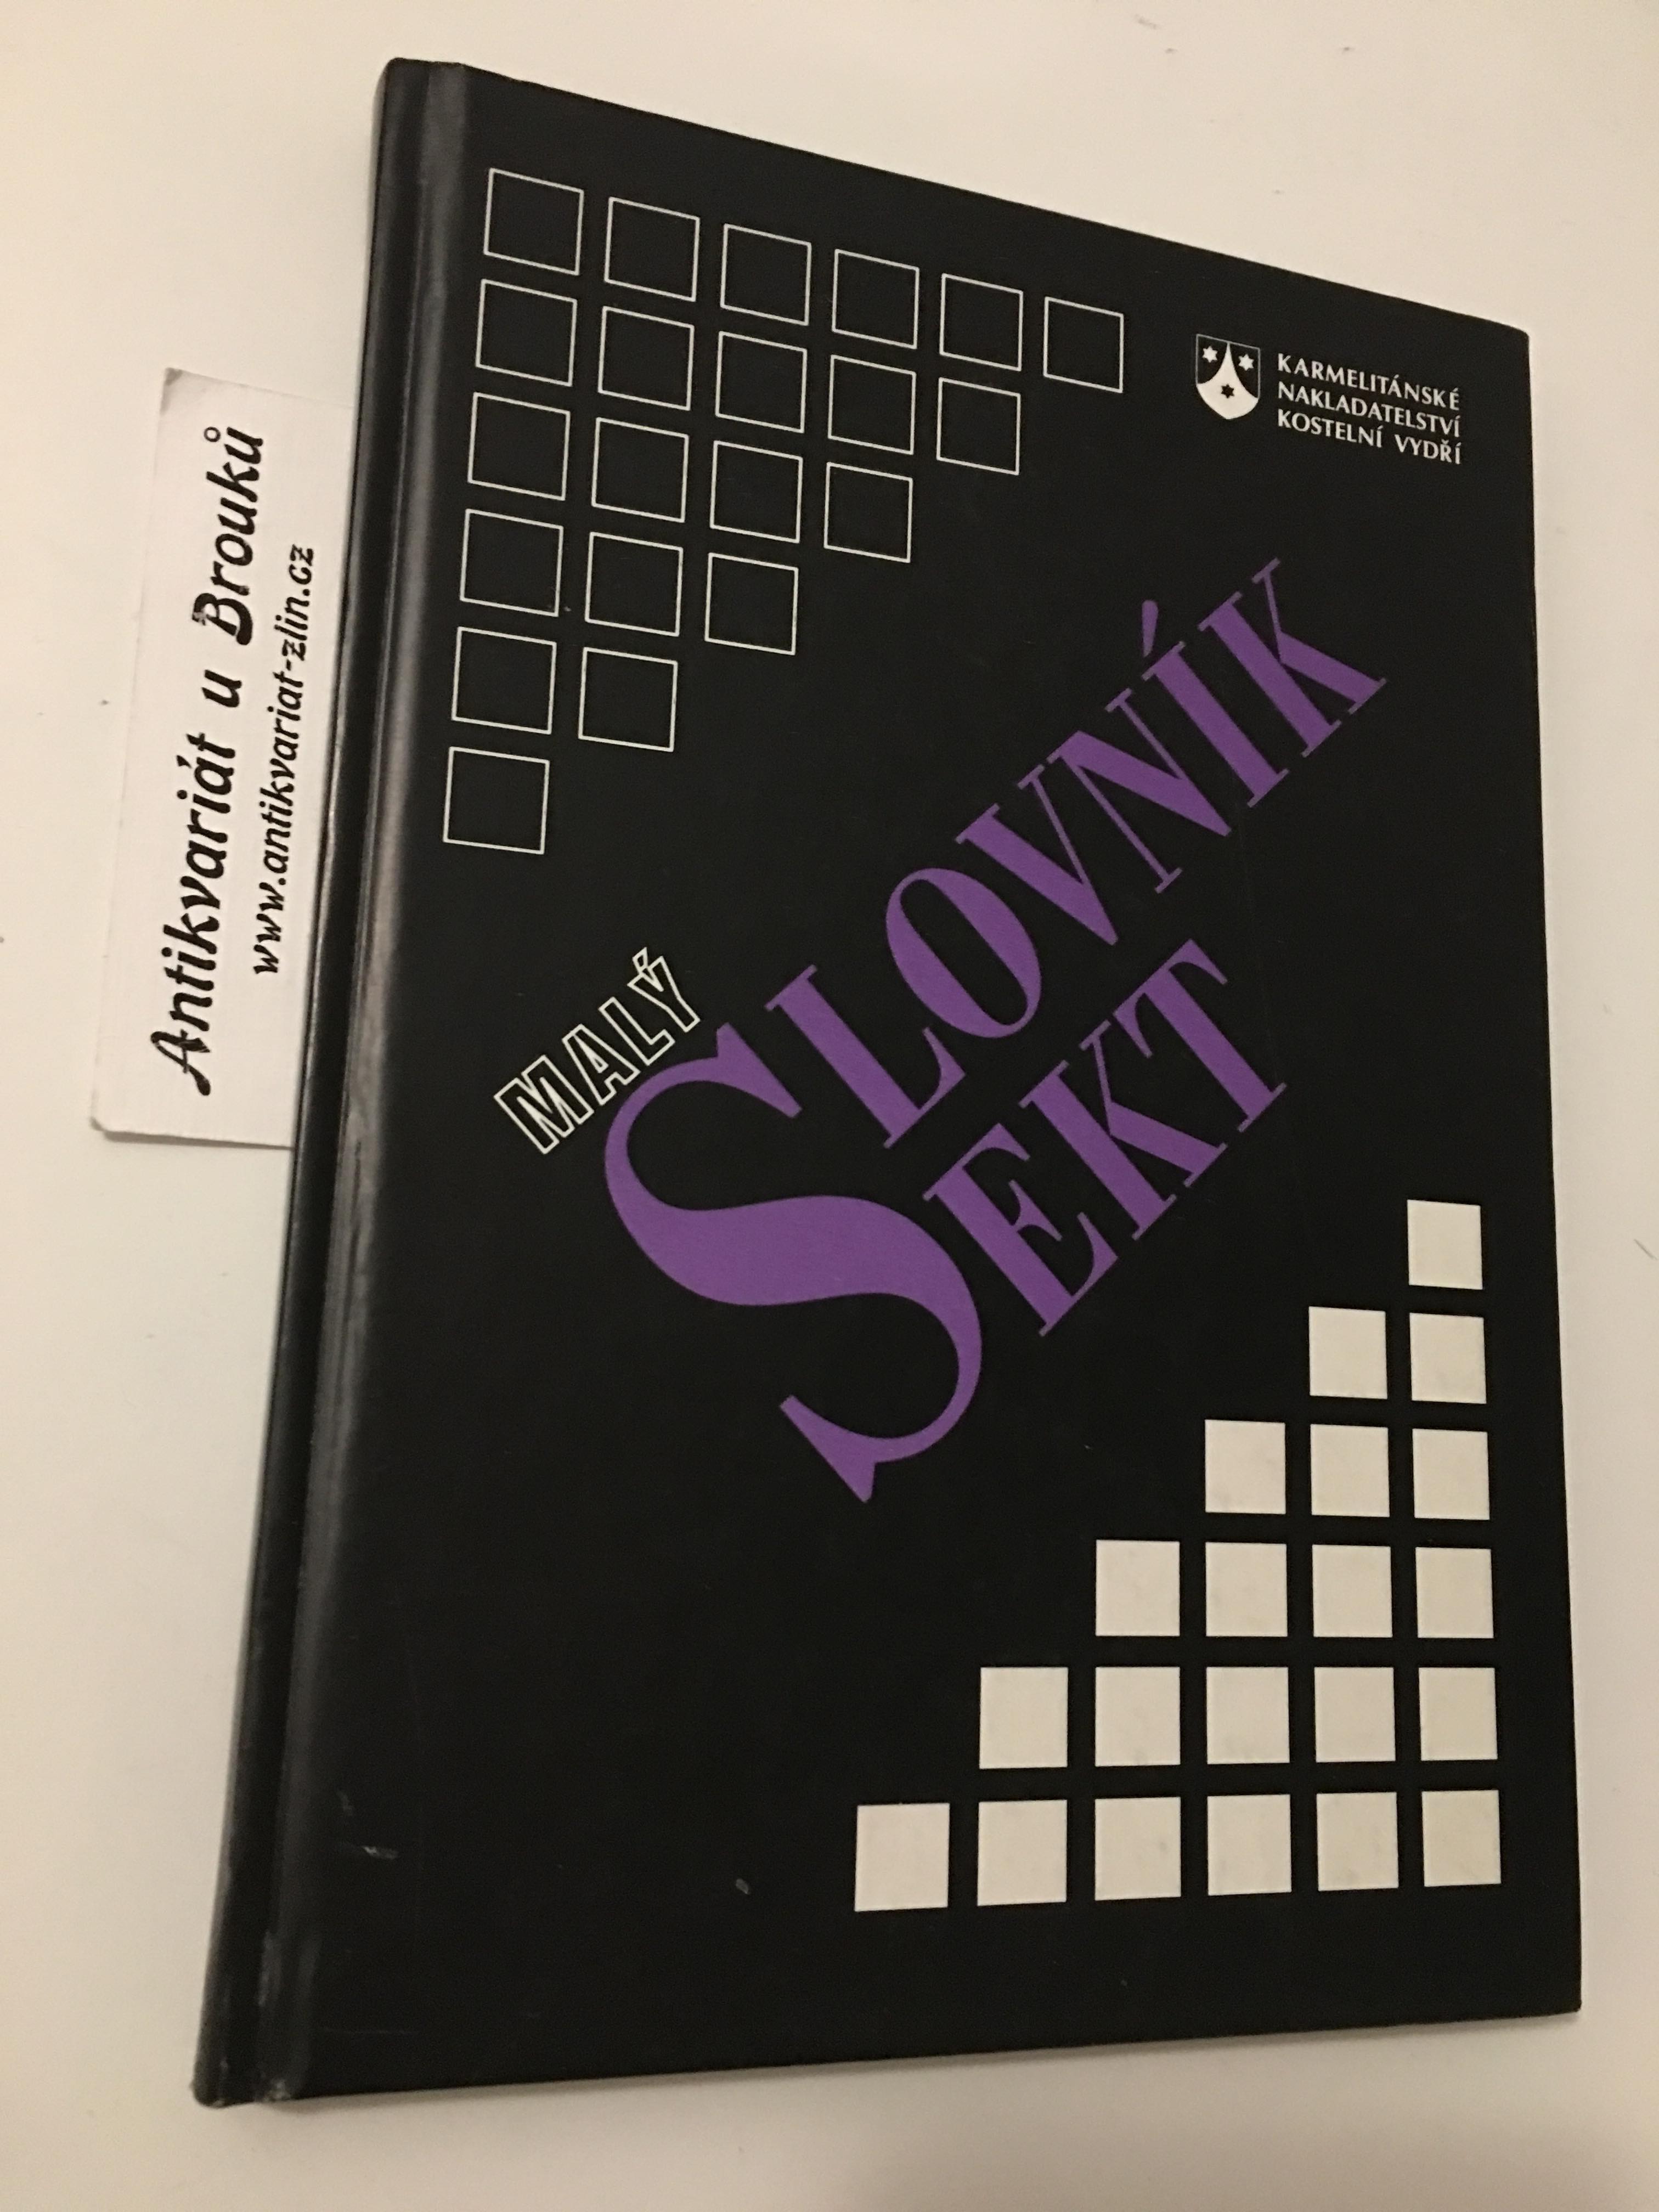 Antikvariát u Brouků
www.antikvariat-zlin.cz
KARMELITÁNSKÉ
NAKLADATELSTVÍ
KOSTELNÍ VYDŘÍ
MALÝ
SLOVNÍK
SEKT